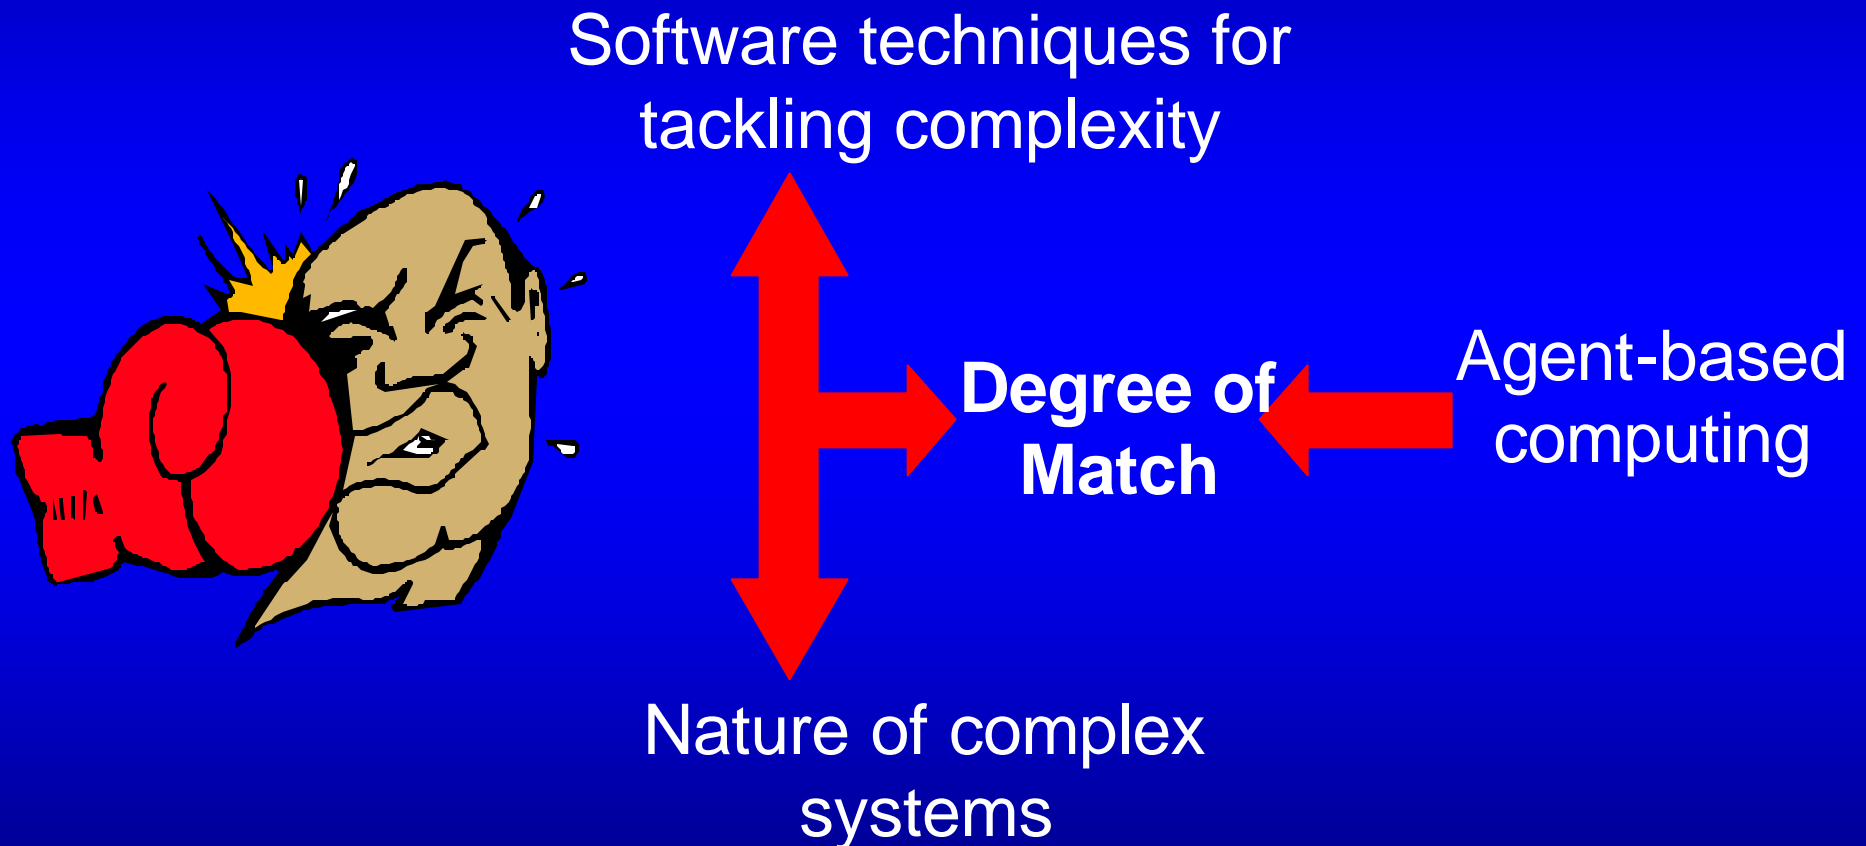 Software techniques for
tackling complexity
Degree of
Match
Agent-based
computing
Nature of complex
systems